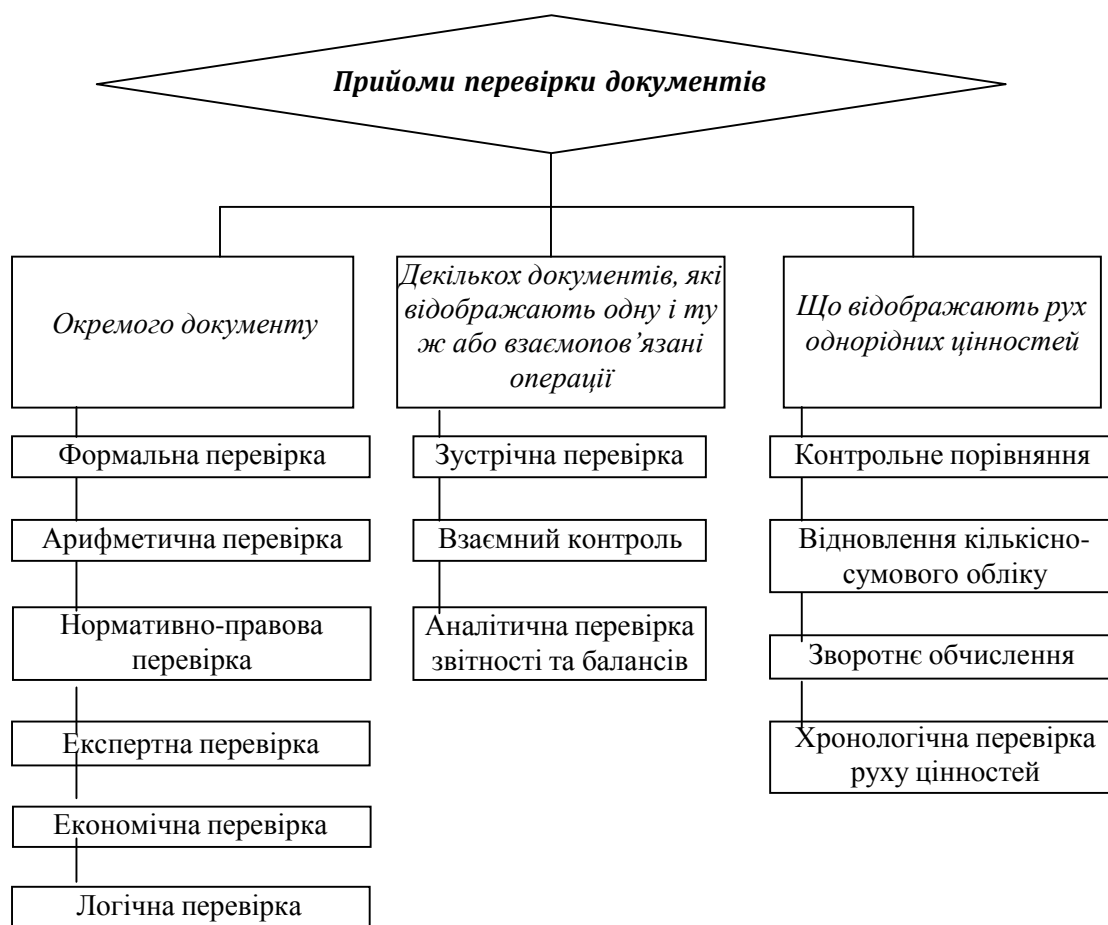 Прийоми перевірки документів
Окремого документу
Декількох документів, які
відображають одну і ту
ж або взаємопов’язані
операції
Що відображають рух
однорідних цінностей
Формальна перевірка
Арифметична перевірка
Нормативно-правова
перевірка
Експертна перевірка
Економічна перевірка
Логічна перевірка
Зустрічна перевірка
Взаємний контроль
Аналітична перевірка
звітності та балансів
Контрольне порівняння
Відновлення кількісно-
сумового обліку
Зворотнє обчислення
Хронологічна перевірка
руху цінностей